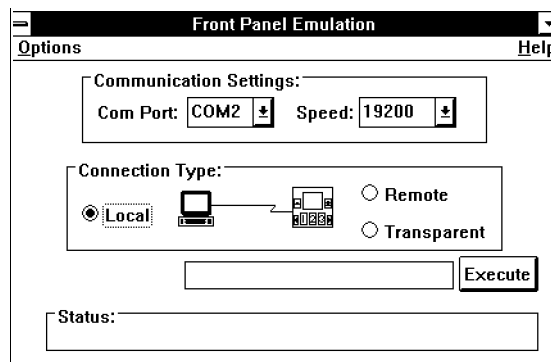 Front Panel Emulation
Options Help
Communication Settings:
Com Port: COM2 Speed: 19200
Connection Type:
Local
Remote
Transparent
123
Execute
Status: